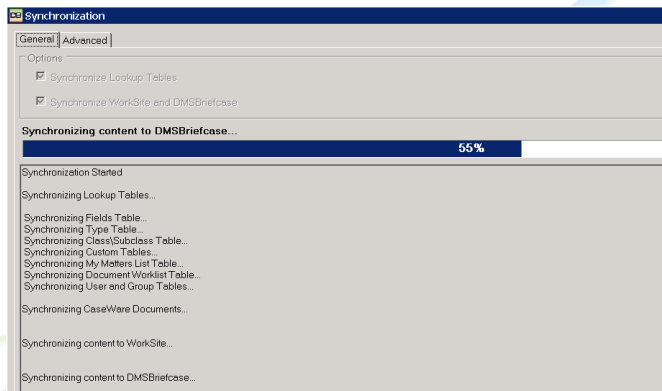 DB Synchronization
General Advanced
Options
Synchronize Lookup Tables
Synchronize WorkSite and DMSBriefcase
Synchronizing content to DMSBriefcase...
55%
Synchronization Started
Synchronizing Lookup Tables...
Synchronizing Fields Table...
Synchronizing Type Table...
Synchronizing Class\Subclass Table...
Synchronizing Custom Tables...
Synchronizing My Matters List Table...
Synchronizing Document Worklist Table...
Synchronizing User and Group Tables...
Synchronizing CaseWare Documents...
Synchronizing content to WorkSite...
Synchronizing content to DMSBriefcase...